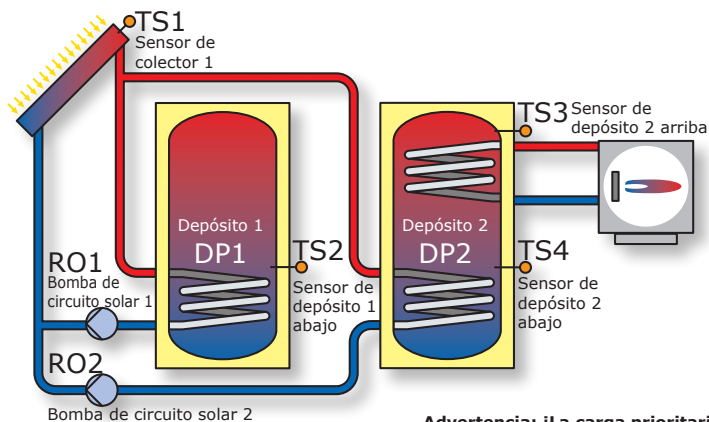 TS1
Sensor de
colector 1
TS3
Sensor de
depósito 2 arriba
Depósito 1
DP1
Depósito 2
DP2
TS2
Sensor de
depósito 1
abajo
TS4
Sensor de
depósito 2
abajo
RO1
Bomba de
circuito solar 1
RO2
Bomba de circuito solar 2